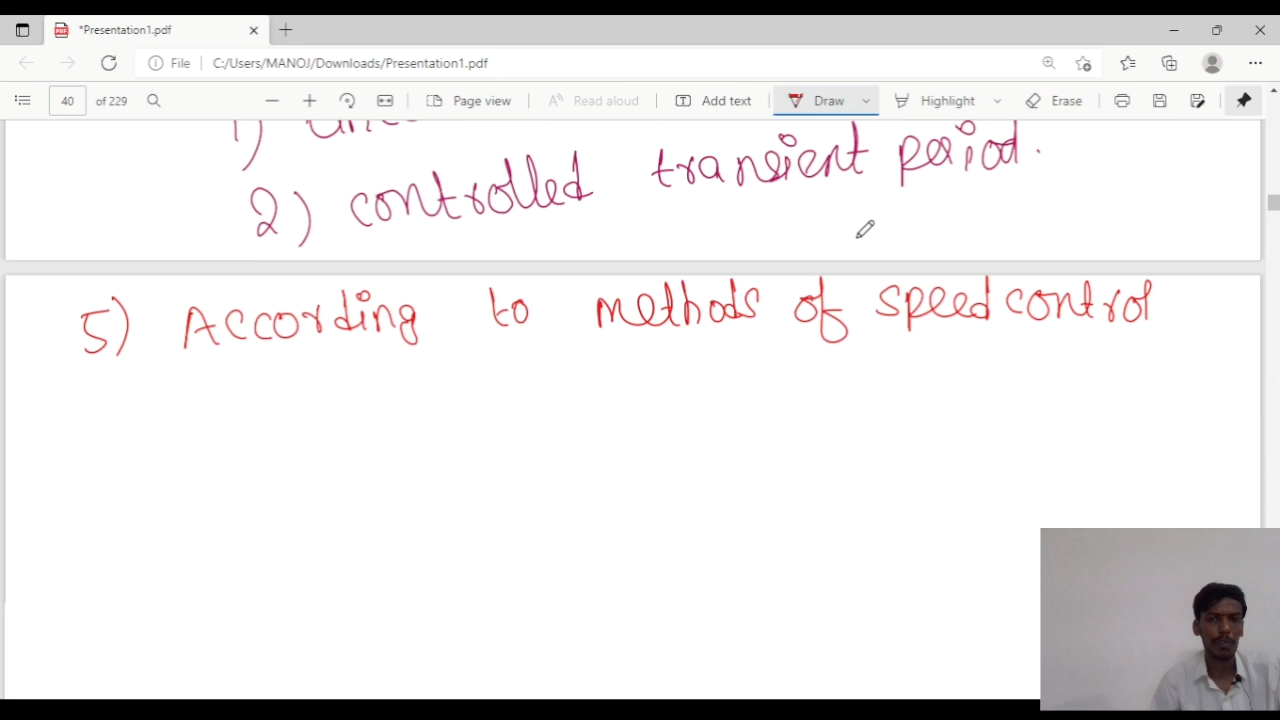 *Presentation1.pdf
File C:/Users/MANOJ/Downloads/Presentation1.pdf
40 of 229 Page view Read aloud Add text Draw Highlight Erase
1)
2) controlled transient period.
5) According to methods of speed control